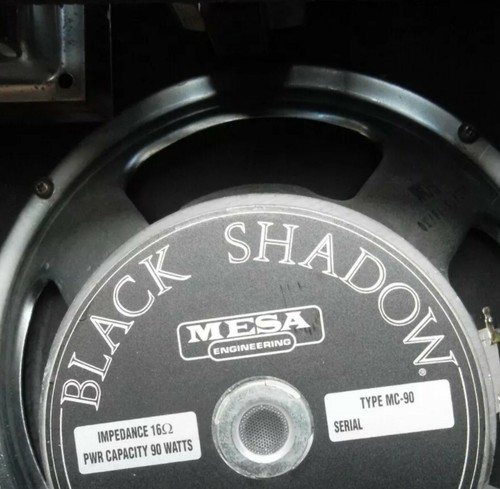 BLACK SHADOW®
MESA
ENGINEERING
IMPEDANCE 16Ω
PWR CAPACITY 90 WATTS
TYPE MC-90
SERIAL